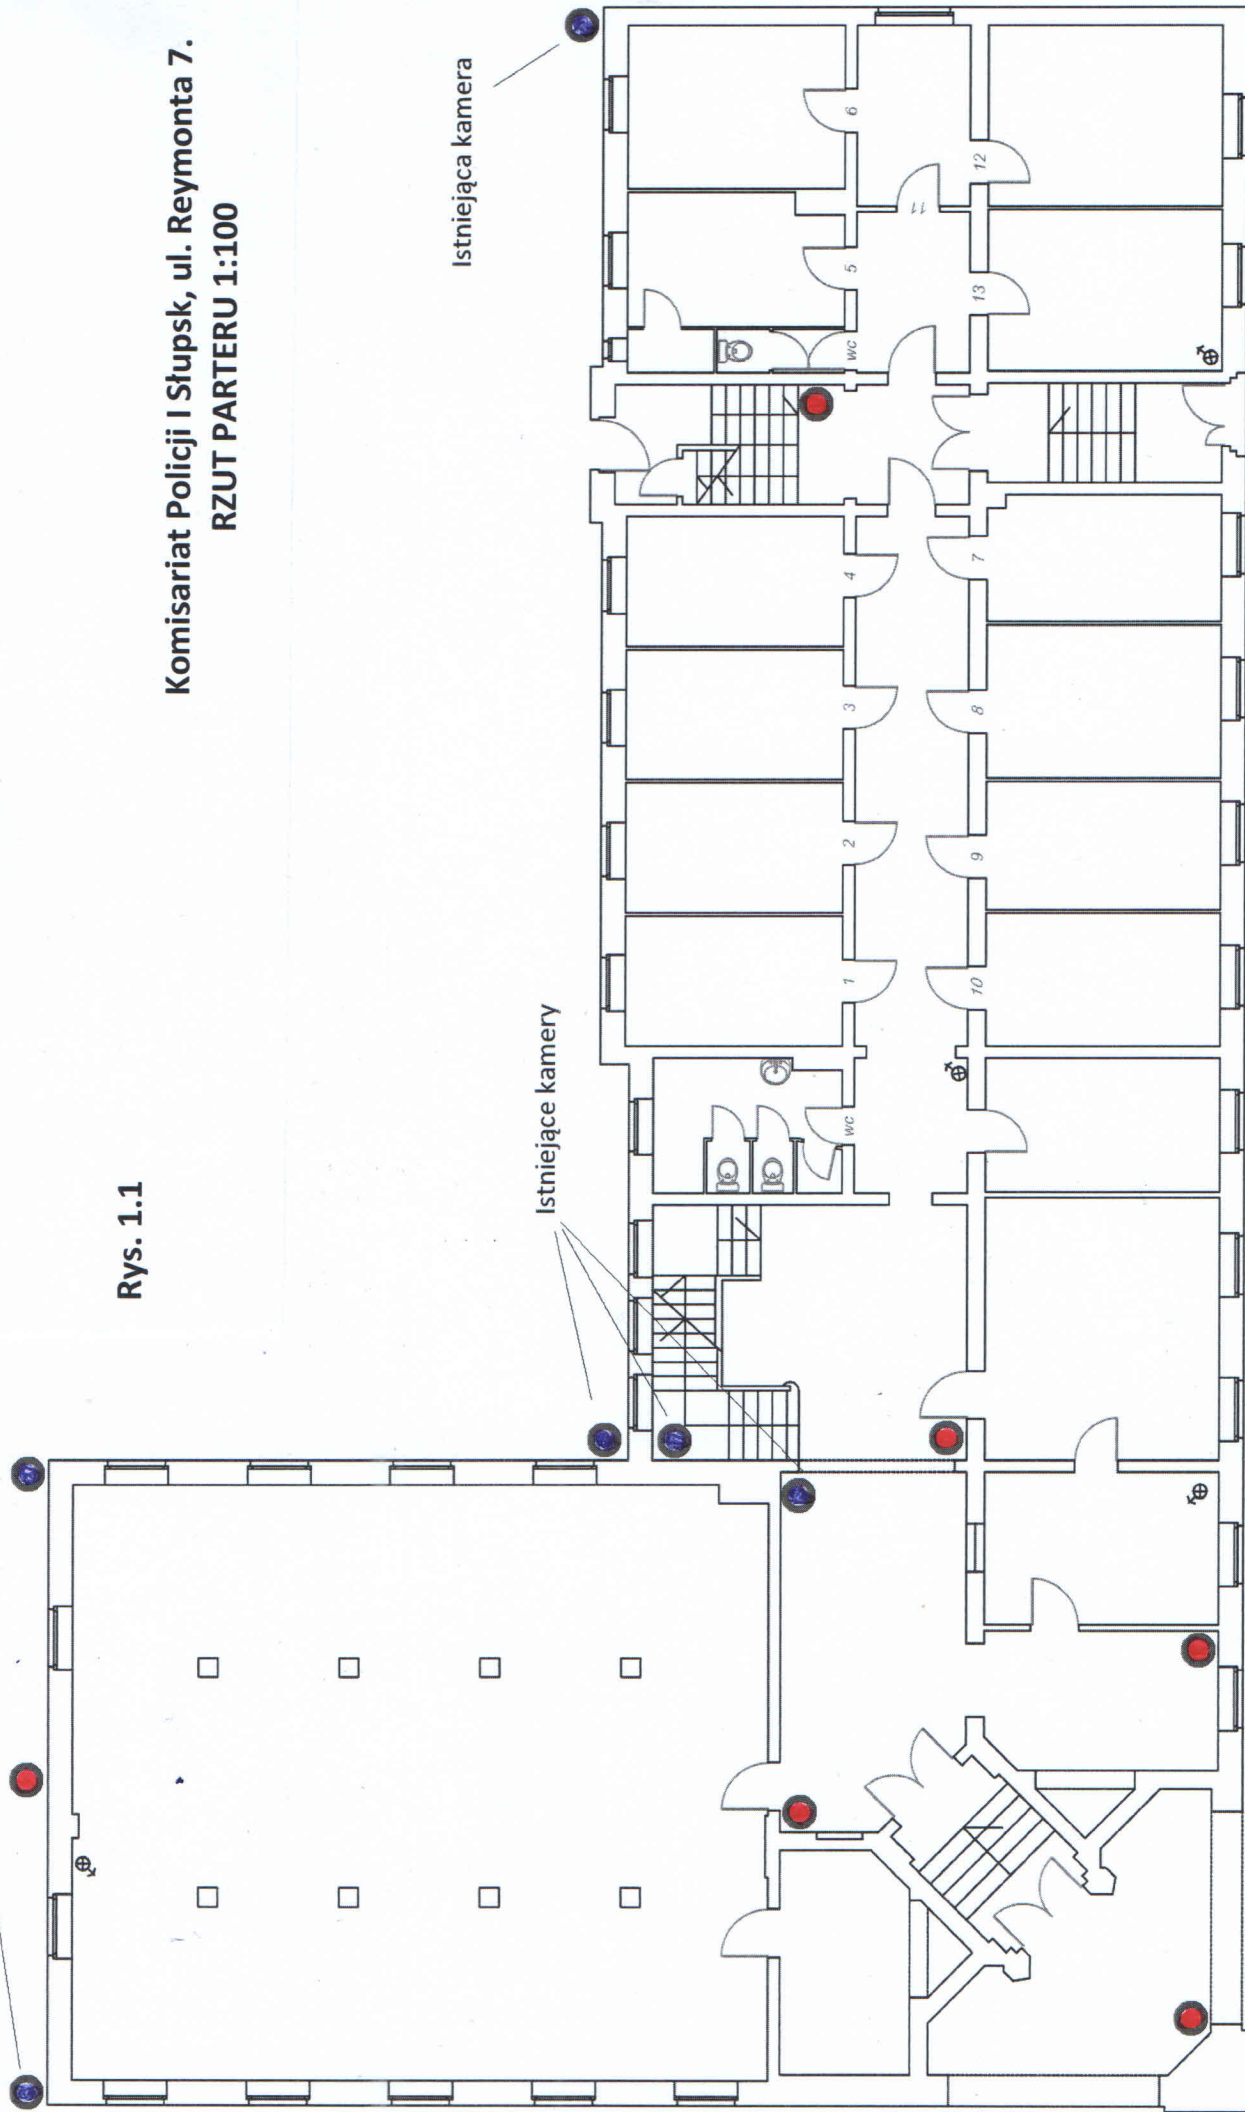 Rys. 1.1
Komisariat Policji I Słupsk, ul. Reymonta 7.
RZUT PARTERU 1:100
Istniejące kamery
Istniejąca kamera
wc
1
2
3
4
wc
5
6
10
9
8
7
13
11
12